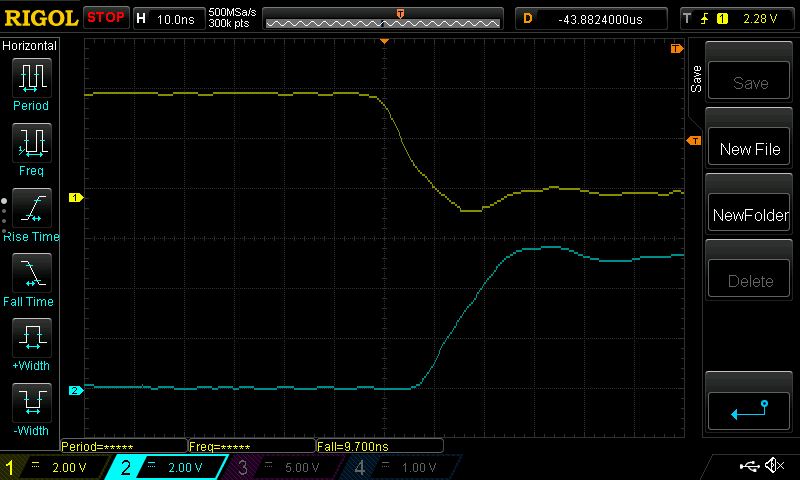 RIGOL STOP H 10.0ns 500MSa/s 300k pts T D -43.8824000us T 1 2.28 V
Horizontal
Period
Freq
Rise Time
Fall Time
+Width
-Width
T
T
1
2
Save
Save
New File
NewFolder
Delete
Period=***** Freq=***** Fall=9.700ns
1 2.00 V 2 2.00 V 3 5.00 V 4 1.00 V